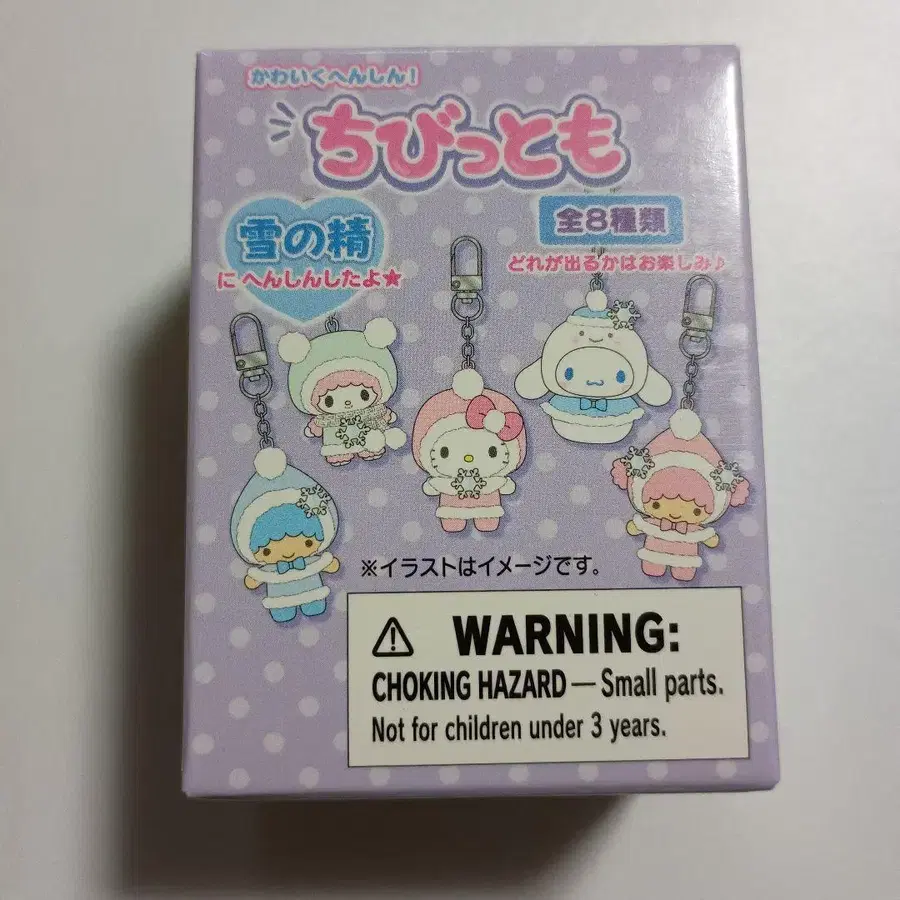 かわいくへんしん!
ちびっとも
雪の精
に へんしんしたよ★
全8種類
どれが出るかはお楽しみ♪
※イラストはイメージです。
⚠ WARNING:
CHOKING HAZARD — Small parts.
Not for children under 3 years.